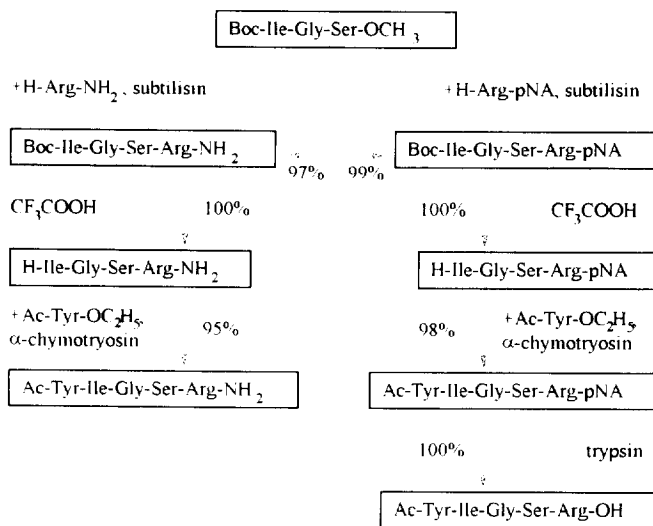 Boc-Ile-Gly-Ser-OCH₃
+H-Arg-NH₂, subtilisin
+H-Arg-pNA, subtilisin
Boc-Ile-Gly-Ser-Arg-NH₂
Boc-Ile-Gly-Ser-Arg-pNA
97%
99%
CF₃COOH
100%
100%
CF₃COOH
H-Ile-Gly-Ser-Arg-NH₂
H-Ile-Gly-Ser-Arg-pNA
+Ac-Tyr-OC₂H₅,
α-chymotryosin
95%
98%
+Ac-Tyr-OC₂H₅,
α-chymotryosin
Ac-Tyr-Ile-Gly-Ser-Arg-NH₂
Ac-Tyr-Ile-Gly-Ser-Arg-pNA
100%
trypsin
Ac-Tyr-Ile-Gly-Ser-Arg-OH